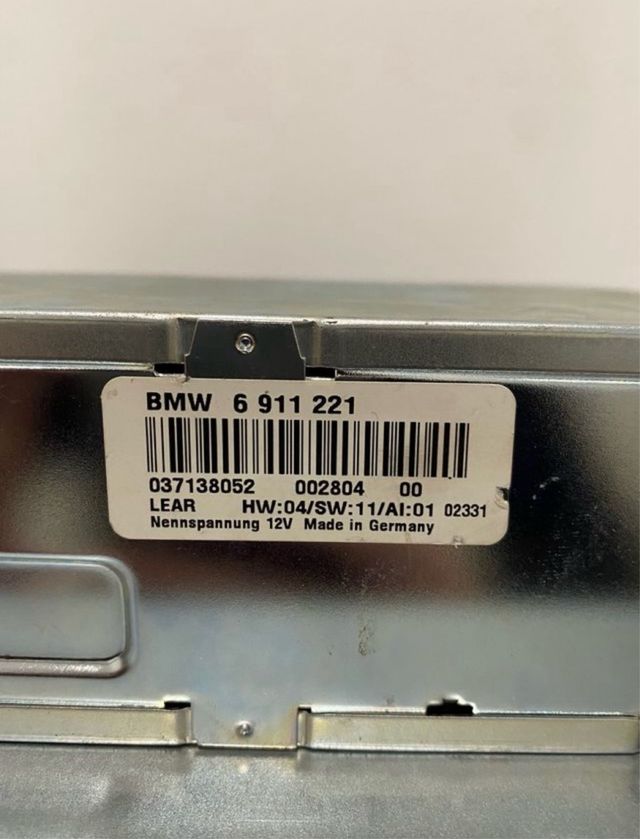 BMW 6 911 221
037138052 002804 00
LEAR HW:04/SW:11/AI:01 02331
Nennspannung 12V Made in Germany